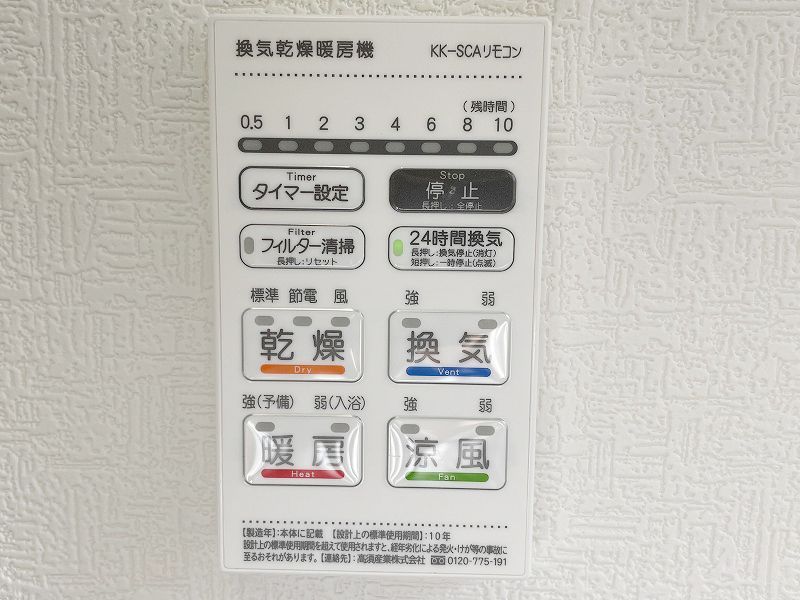 換気乾燥暖房機 KK-SCAリモコン
(残時間)
0.5 1 2 3 4 6 8 10
Timer
タイマー設定
Stop
停止
長押し:全停止
Filter
フィルター清掃
長押し:リセット
24時間換気
長押し:換気停止(消灯)
短押し:一時停止(点滅)
標準 節電 風
乾燥
Dry
強 弱
換気
Vent
強(予備) 弱(入浴)
暖房
Heat
強 弱
涼風
Fan
【製造年】:本体に記載 【設計上の標準使用期間】:10年
設計上の標準使用期間を超えて使用されますと、経年劣化による発火・けが等の事故に
至るおそれがあります。【連絡先】:高須産業株式会社 0120-775-191